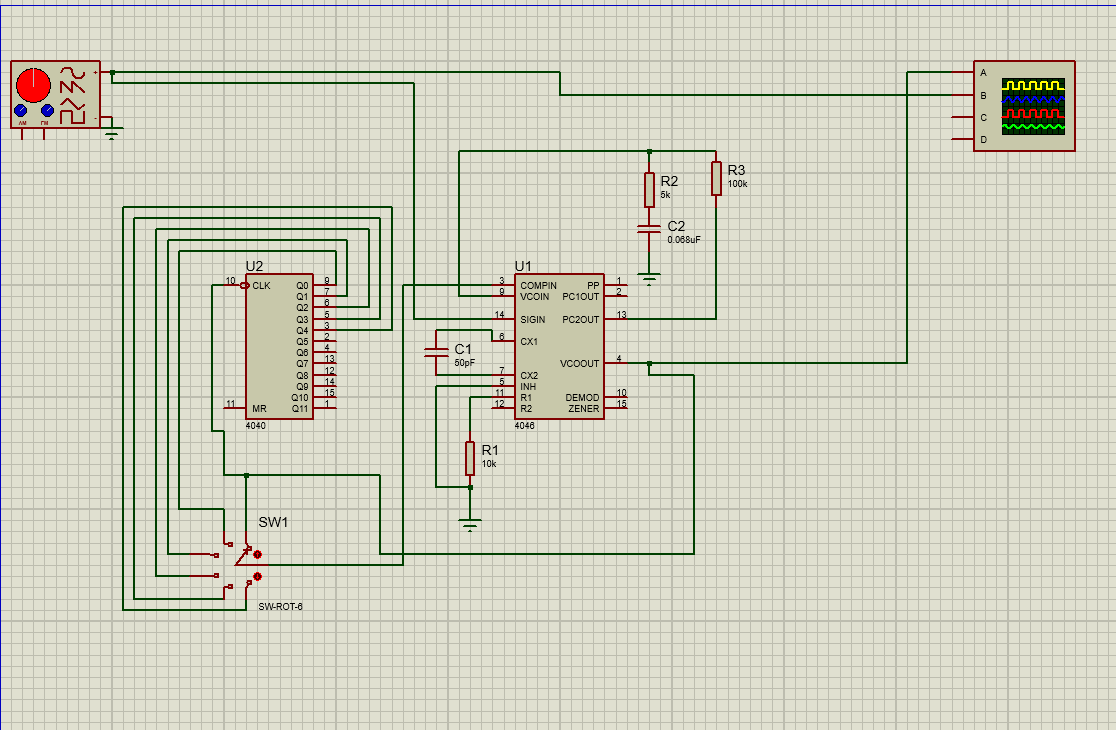 +
-
AM FM
A
B
C
D
R2
5k
R3
100k
C2
0.068uF
U2
10 CLK
Q0 9
Q1 7
Q2 6
Q3 5
Q4 3
Q5 2
Q6 4
Q7 13
Q8 12
Q9 14
Q10 15
11 MR Q11 1
4040
U1
3 COMPIN PP 1
9 VCOIN PC1OUT 2
14 SIGIN PC2OUT 13
6 CX1
VCOOUT 4
7 CX2
5 INH
11 R1 DEMOD 10
12 R2 ZENER 15
4046
C1
50pF
R1
10k
SW1
SW-ROT-6